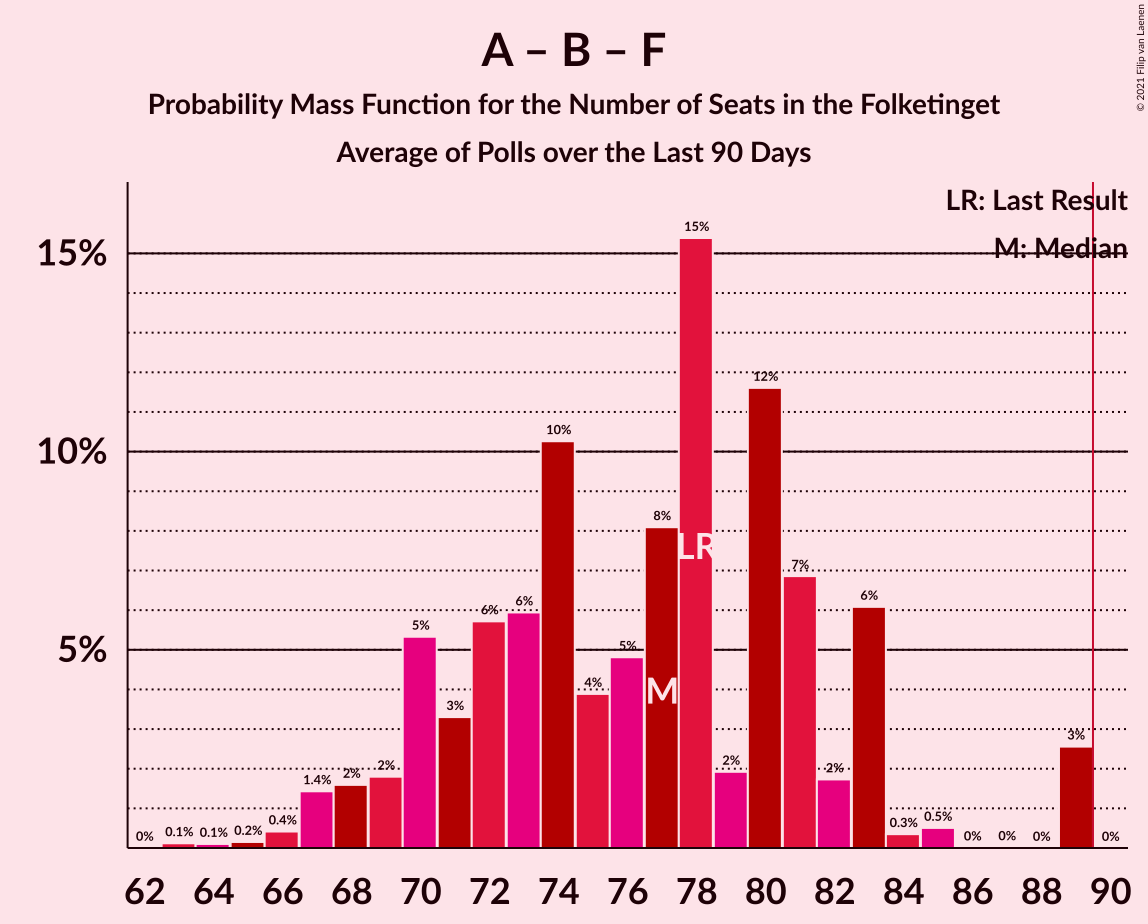 A – B – F
Probability Mass Function for the Number of Seats in the Folketinget
Average of Polls over the Last 90 Days
© 2021 Filip van Laenen
LR: Last Result
M: Median
15%
10%
5%
0% 0.1% 0.1% 0.2% 0.4% 1.4% 2% 2% 5% 3% 6% 6% 10% 4% 5% 8% 15% 2% 12% 7% 2% 6% 0.3% 0.5% 0% 0% 0% 3% 0%
LR
M
62 64 66 68 70 72 74 76 78 80 82 84 86 88 90